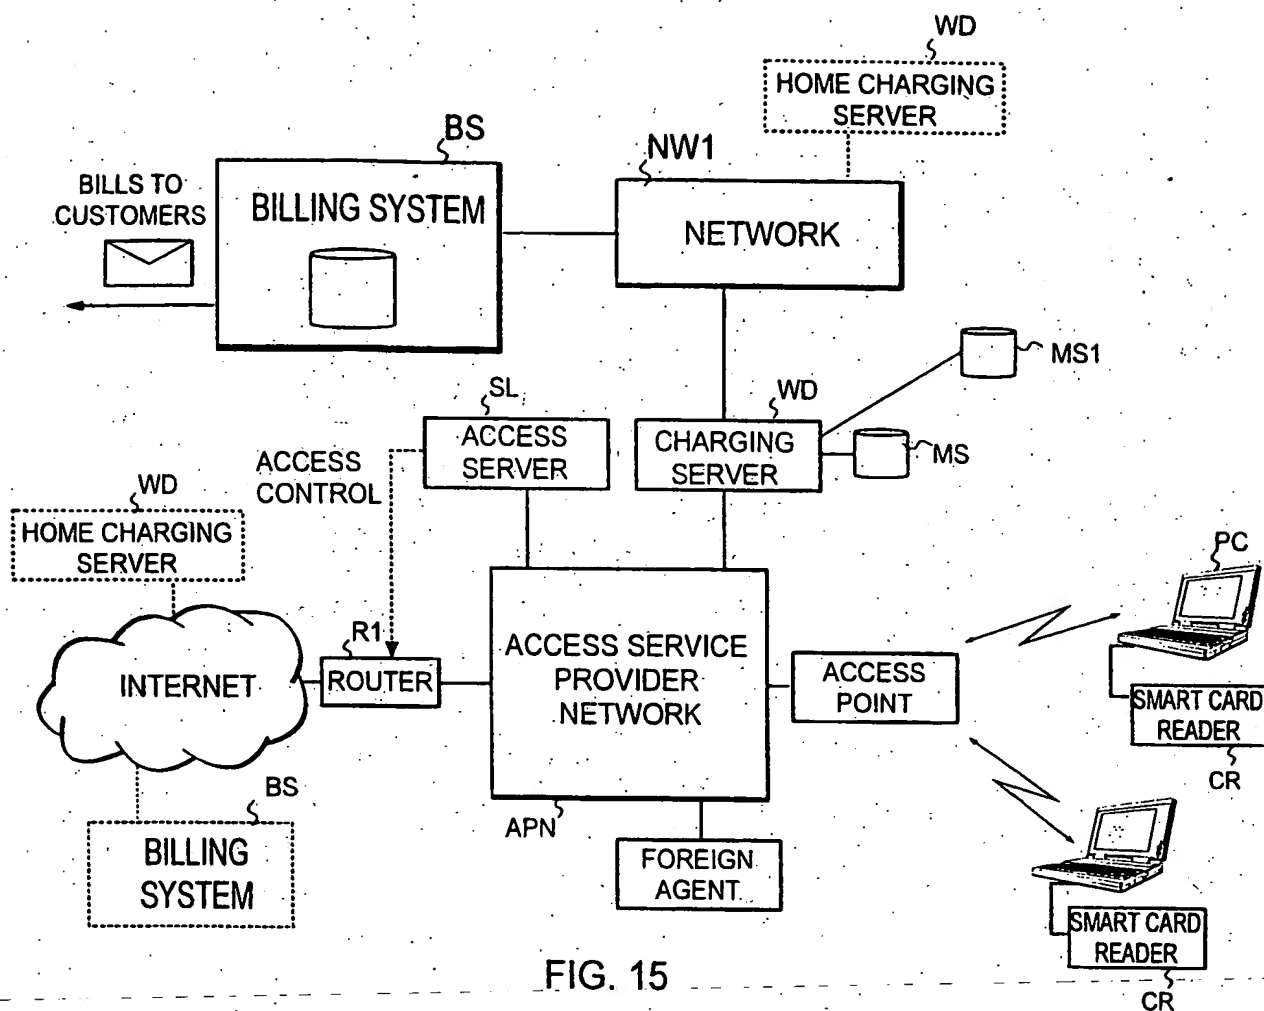 WD
HOME CHARGING
SERVER
BS
NW1
BILLS TO
CUSTOMERS
BILLING SYSTEM
NETWORK
MS1
SL
WD
ACCESS
SERVER
CHARGING
SERVER
MS
ACCESS
CONTROL
WD
HOME CHARGING
SERVER
PC
R1
INTERNET
ROUTER
ACCESS SERVICE
PROVIDER
NETWORK
ACCESS
POINT
SMART CARD
READER
CR
BS
APN
BILLING
SYSTEM
FOREIGN
AGENT
SMART CARD
READER
CR
FIG. 15